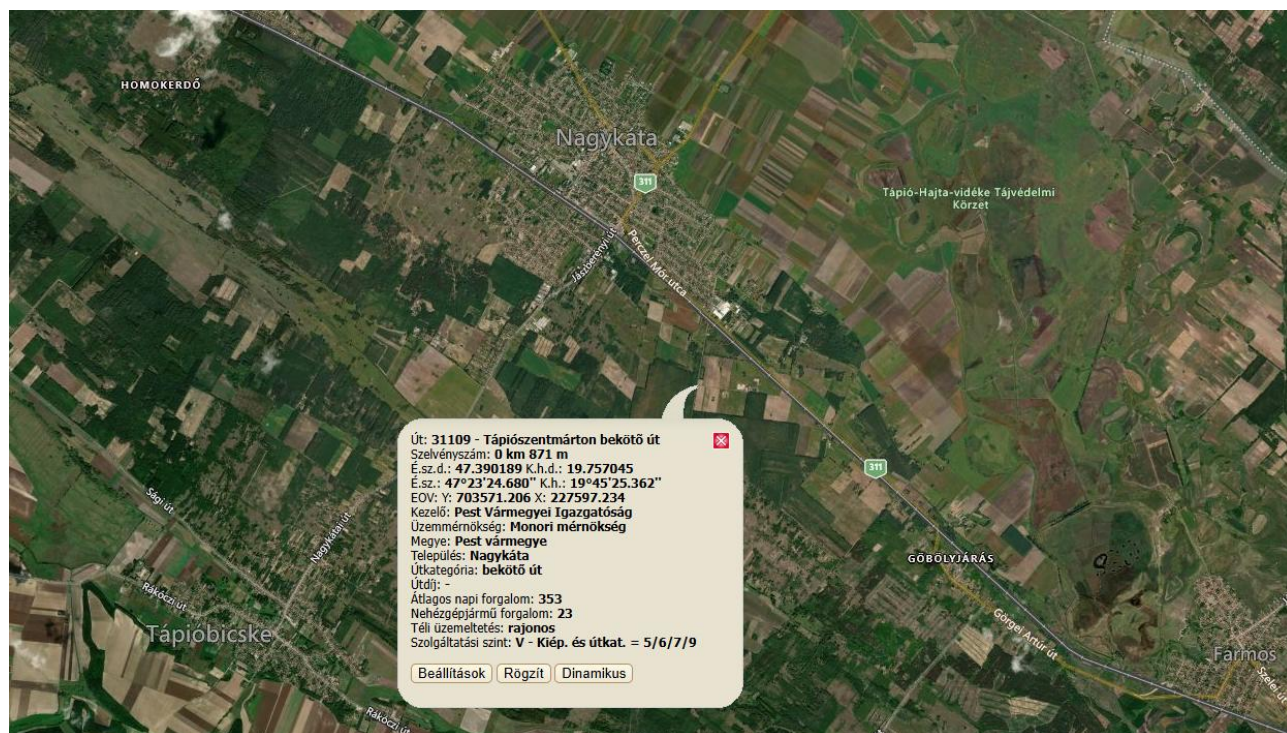 HOMOKERDŐ
Nagykáta
311
Tápió-Hajta-vidéke Tájvédelmi
Körzet
Jászberényi út
Perczel Mór utca
Út: 31109 - Tápiószentmárton bekötő út
Szelvényszám: 0 km 871 m
É.sz.d.: 47.390189 K.h.d.: 19.757045
É.sz.: 47°23'24.680" K.h.: 19°45'25.362"
EOV: Y: 703571.206 X: 227597.234
Kezelő: Pest Vármegyei Igazgatóság
Üzemmérnökség: Monori mérnökség
Megye: Pest vármegye
Település: Nagykáta
Útkategória: bekötő út
Útdíj: -
Átlagos napi forgalom: 353
Nehézgépjármű forgalom: 23
Téli üzemeltetés: rajonos
Szolgáltatási szint: V - Kiép. és útkat. = 5/6/7/9
Beállítások Rögzít Dinamikus
311
Sági út
Nagykátai út
Rákóczi út
Tápióbicske
Rákóczi út
GÖBÖLYJÁRÁS
Görgei Artúr út
Farmos
Szelei út